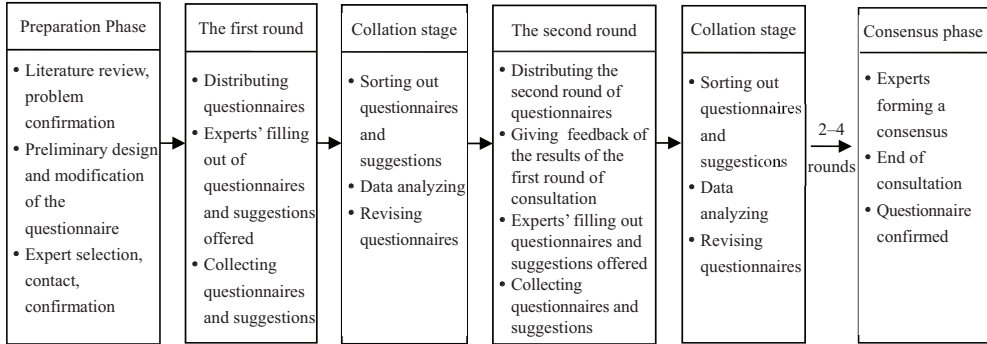 Preparation Phase
• Literature review,
problem
confirmation
• Preliminary design
and modification
of the
questionnaire
• Expert selection,
contact,
confirmation
The first round
• Distributing
questionnaires
• Experts' filling
out of
questionnaires
and suggestions
offered
• Collecting
questionnaires
and suggestions
Collation stage
• Sorting out
questionnaires
and
suggestions
• Data analyzing
• Revising
questionnaires
The second round
• Distributing the
second round of
questionnaires
• Giving feedback of
the results of the
first round of
consultation
• Experts' filling out
questionnaires and
suggestions offered
• Collecting
questionnaires and
suggestions
Collation stage
• Sorting out
questionnaires
and
suggestions
• Data
analyzing
• Revising
questionnaires
2–4
rounds
Consensus phase
• Experts
forming a
consensus
• End of
consultation
• Questionnaire
confirmed